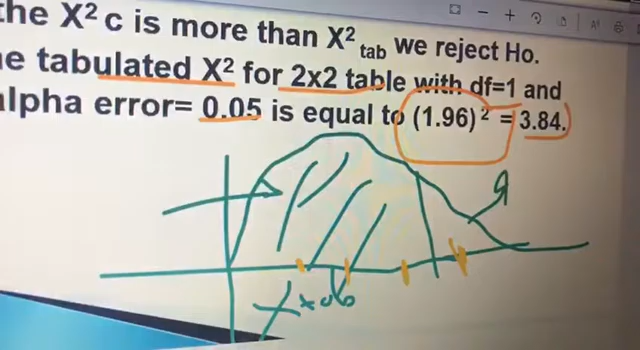 the X² c is more than X² tab we reject Ho.
e tabulated X² for 2x2 table with df=1 and
alpha error= 0.05 is equal to (1.96)² = 3.84.